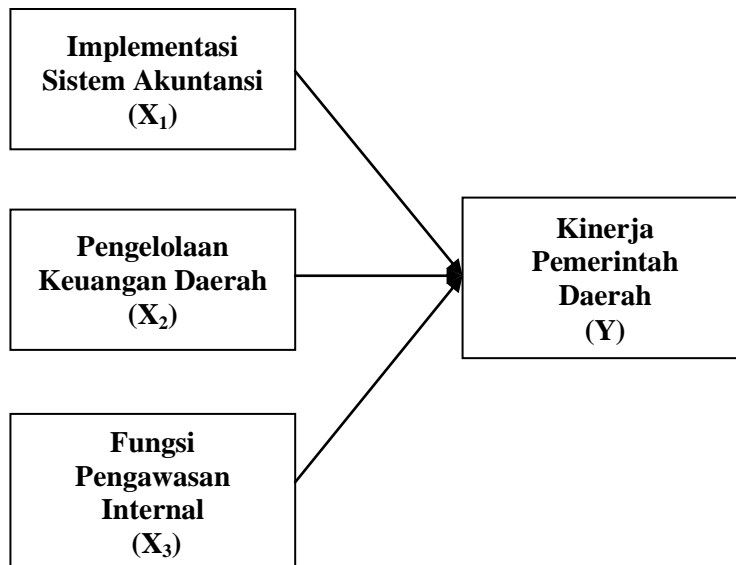 Implementasi
Sistem Akuntansi
(X₁)
Pengelolaan
Keuangan Daerah
(X₂)
Fungsi
Pengawasan
Internal
(X₃)
Kinerja
Pemerintah
Daerah
(Y)